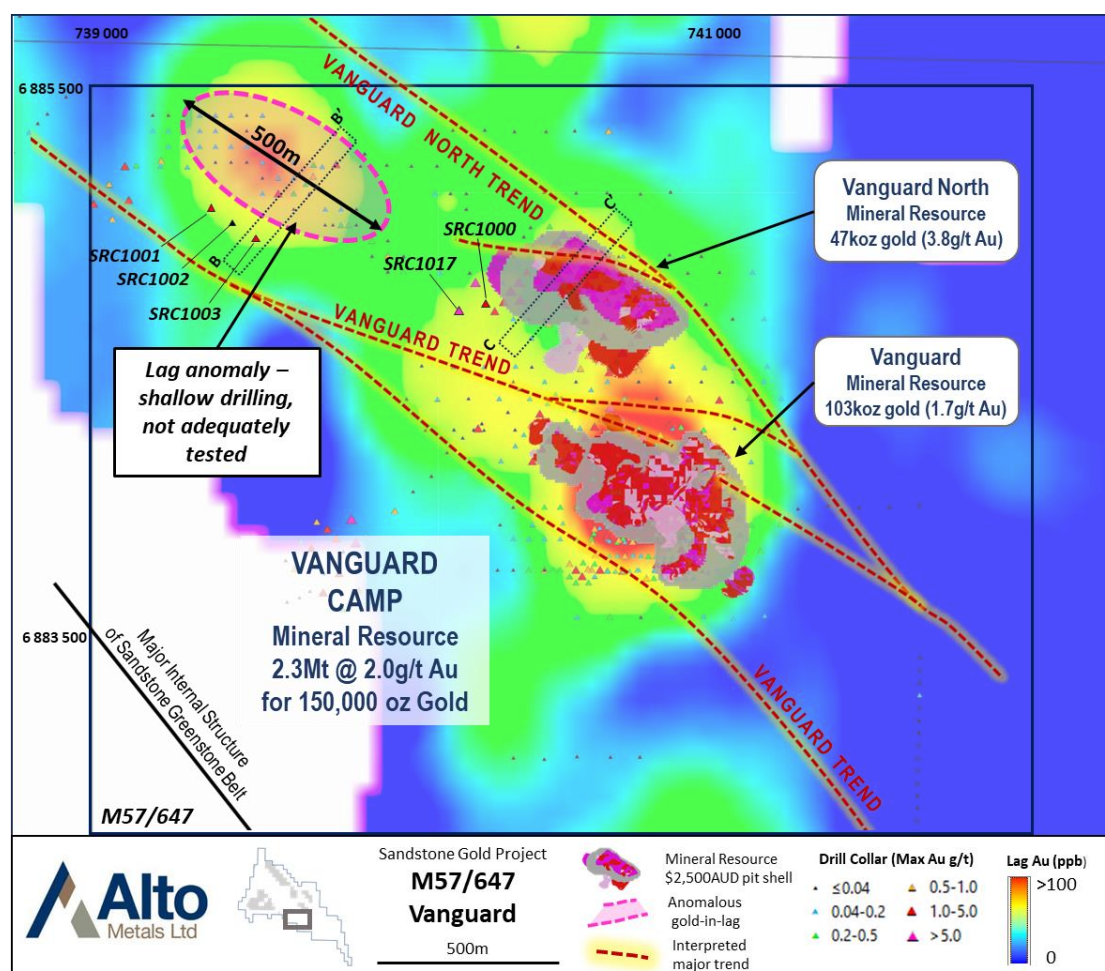 739 000
741 000
6 885 500
VANGUARD NORTH TREND
500m
B'
B
C'
C
Vanguard North
Mineral Resource
47koz gold (3.8g/t Au)
SRC1001
SRC1002
SRC1003
SRC1017
SRC1000
VANGUARD TREND
Lag anomaly –
shallow drilling,
not adequately
tested
Vanguard
Mineral Resource
103koz gold (1.7g/t Au)
VANGUARD
CAMP
Mineral Resource
2.3Mt @ 2.0g/t Au
for 150,000 oz Gold
6 883 500
Major Internal Structure
of Sandstone Greenstone Belt
VANGUARD TREND
M57/647
Alto
Metals Ltd
Sandstone Gold Project
M57/647
Vanguard
500m
Mineral Resource
$2,500AUD pit shell
Anomalous
gold-in-lag
Interpreted
major trend
Drill Collar (Max Au g/t)
≤0.04
0.04-0.2
0.2-0.5
0.5-1.0
1.0-5.0
>5.0
Lag Au (ppb)
>100
0